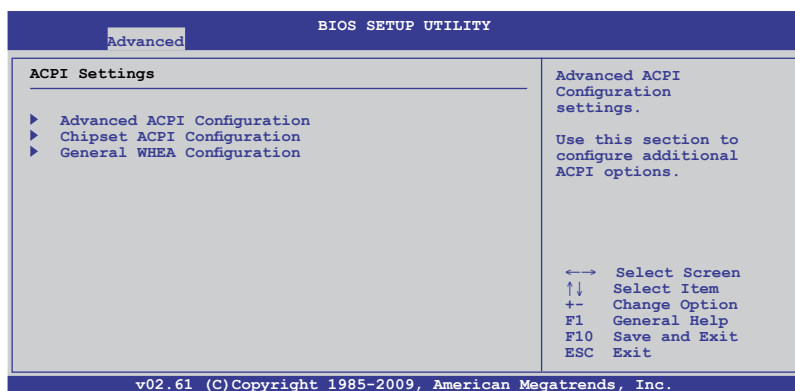 BIOS SETUP UTILITY
Advanced
ACPI Settings
Advanced ACPI Configuration
Chipset ACPI Configuration
General WHEA Configuration
Advanced ACPI
Configuration
settings.
Use this section to
configure additional
ACPI options.
←→ Select Screen
↑↓ Select Item
+- Change Option
F1 General Help
F10 Save and Exit
ESC Exit
v02.61 (C)Copyright 1985-2009, American Megatrends, Inc.